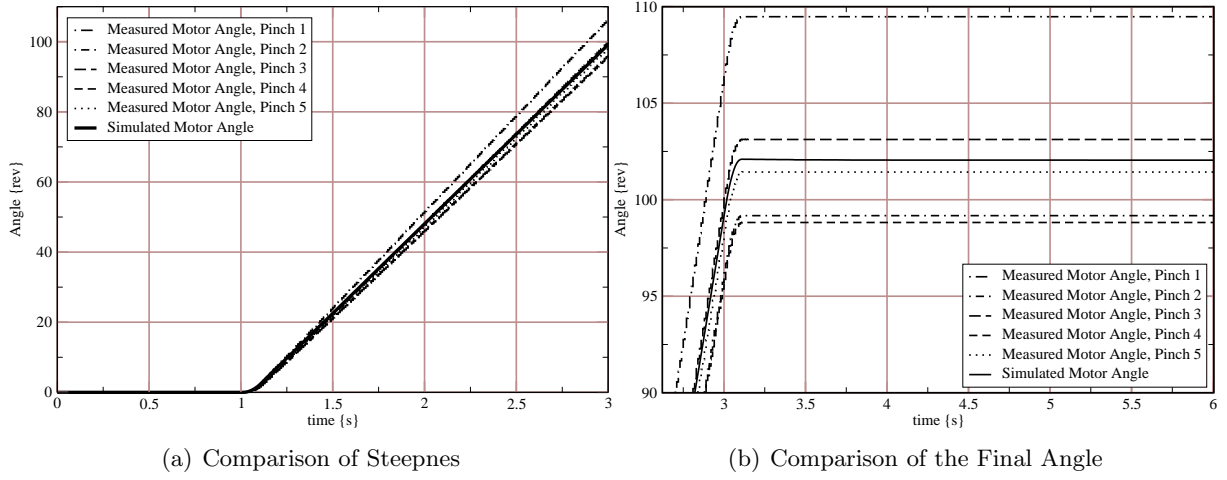 100
80
60
40
20
0
Angle {rev}
Measured Motor Angle, Pinch 1
Measured Motor Angle, Pinch 2
Measured Motor Angle, Pinch 3
Measured Motor Angle, Pinch 4
Measured Motor Angle, Pinch 5
Simulated Motor Angle
0 0.5 1 1.5 2 2.5 3
time {s}
(a) Comparison of Steepnes
110
105
100
95
90
Angle {rev}
Measured Motor Angle, Pinch 1
Measured Motor Angle, Pinch 2
Measured Motor Angle, Pinch 3
Measured Motor Angle, Pinch 4
Measured Motor Angle, Pinch 5
Simulated Motor Angle
3 3.5 4 4.5 5 5.5 6
time {s}
(b) Comparison of the Final Angle